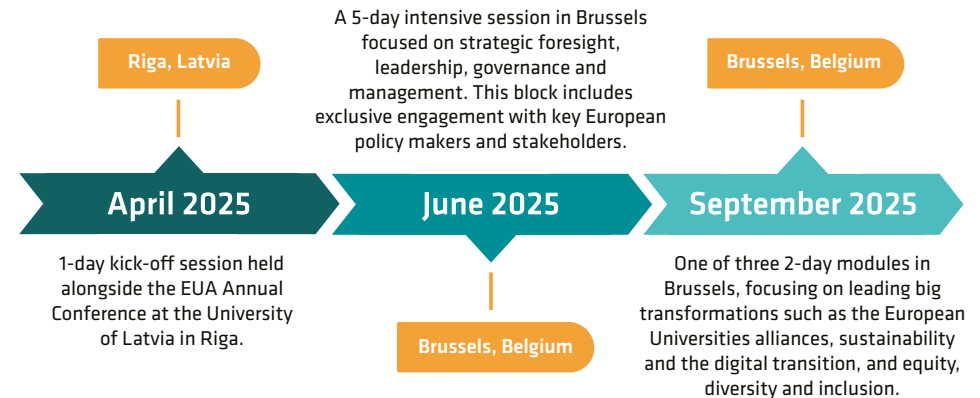 Riga, Latvia
April 2025
1-day kick-off session held
alongside the EUA Annual
Conference at the University
of Latvia in Riga.
A 5-day intensive session in Brussels
focused on strategic foresight,
leadership, governance and
management. This block includes
exclusive engagement with key European
policy makers and stakeholders.
June 2025
Brussels, Belgium
Brussels, Belgium
September 2025
One of three 2-day modules in
Brussels, focusing on leading big
transformations such as the European
Universities alliances, sustainability
and the digital transition, and equity,
diversity and inclusion.